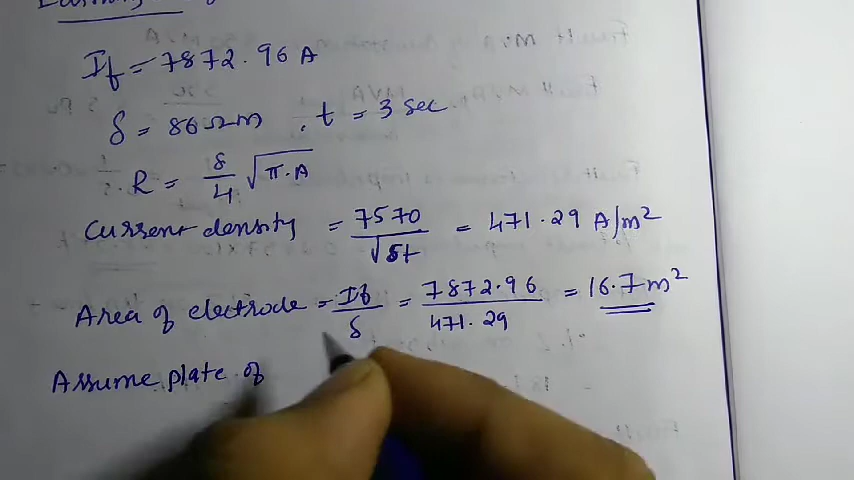 If = 7872.96 A
δ = 86 Ωm , t = 3 sec
R = δ/4 √π.A
Current density = 7570/√δt = 471.29 A/m²
Area of electrode = If/δ = 7872.96/471.29 = 16.7 m²
Assume plate of